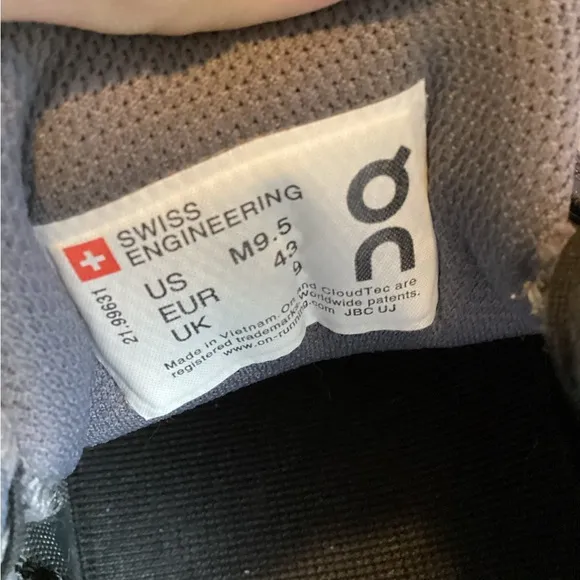 SWISS
ENGINEERING
US M9.5
EUR 43
UK 9
21.99631
Made in Vietnam. On and CloudTec are
registered trademarks. Worldwide patents.
www.on-running.com JBC UJ
On